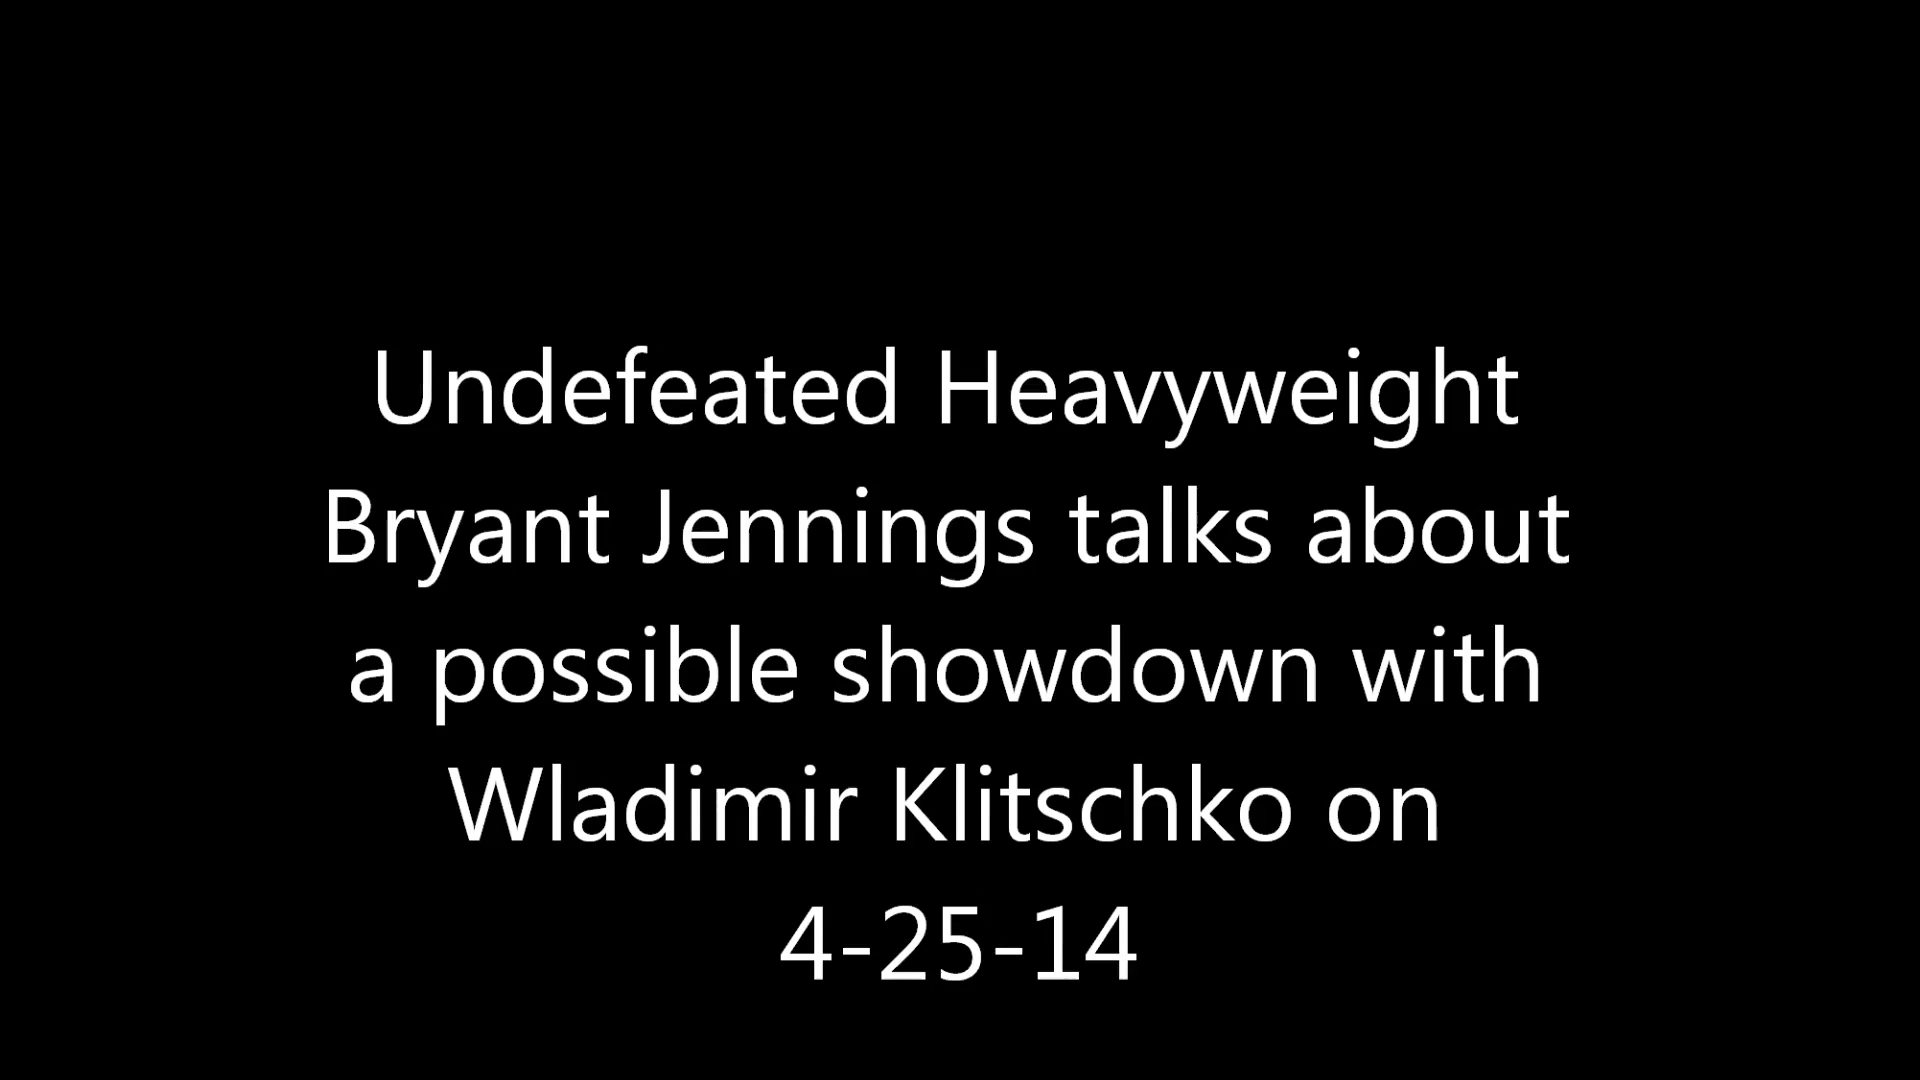 Undefeated Heavyweight
Bryant Jennings talks about
a possible showdown with
Wladimir Klitschko on
4-25-14